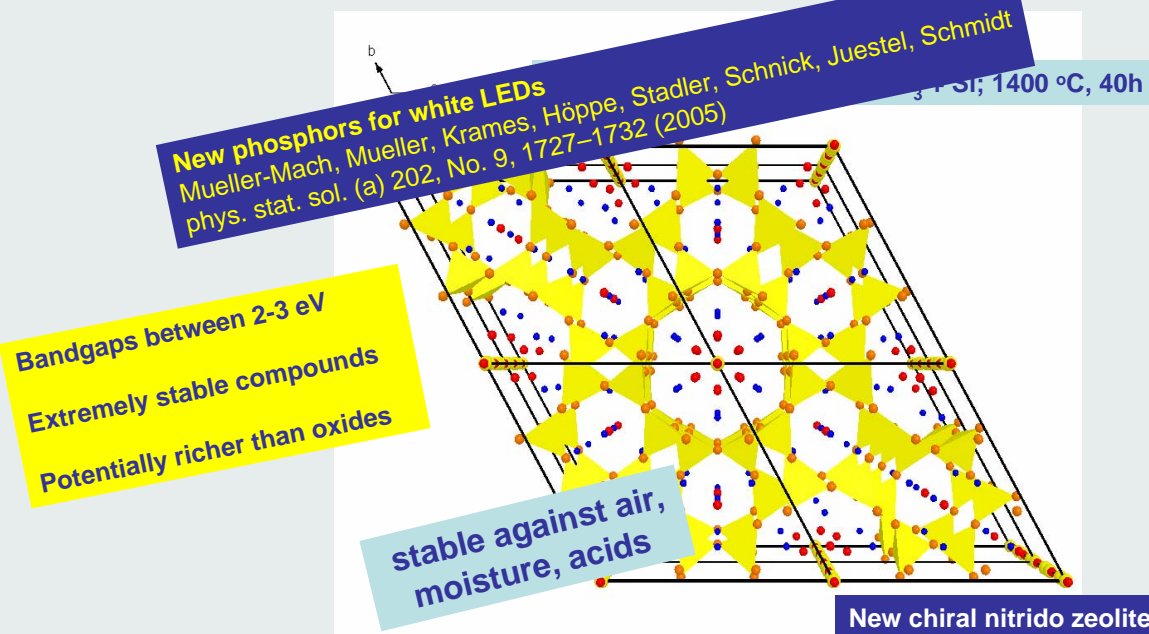 b
New phosphors for white LEDs
Mueller-Mach, Mueller, Krames, Höppe, Stadler, Schnick, Juestel, Schmidt
phys. stat. sol. (a) 202, No. 9, 1727–1732 (2005)
3 + Si; 1400 °C, 40h
Bandgaps between 2-3 eV
Extremely stable compounds
Potentially richer than oxides
stable against air,
moisture, acids
New chiral nitrido zeolite